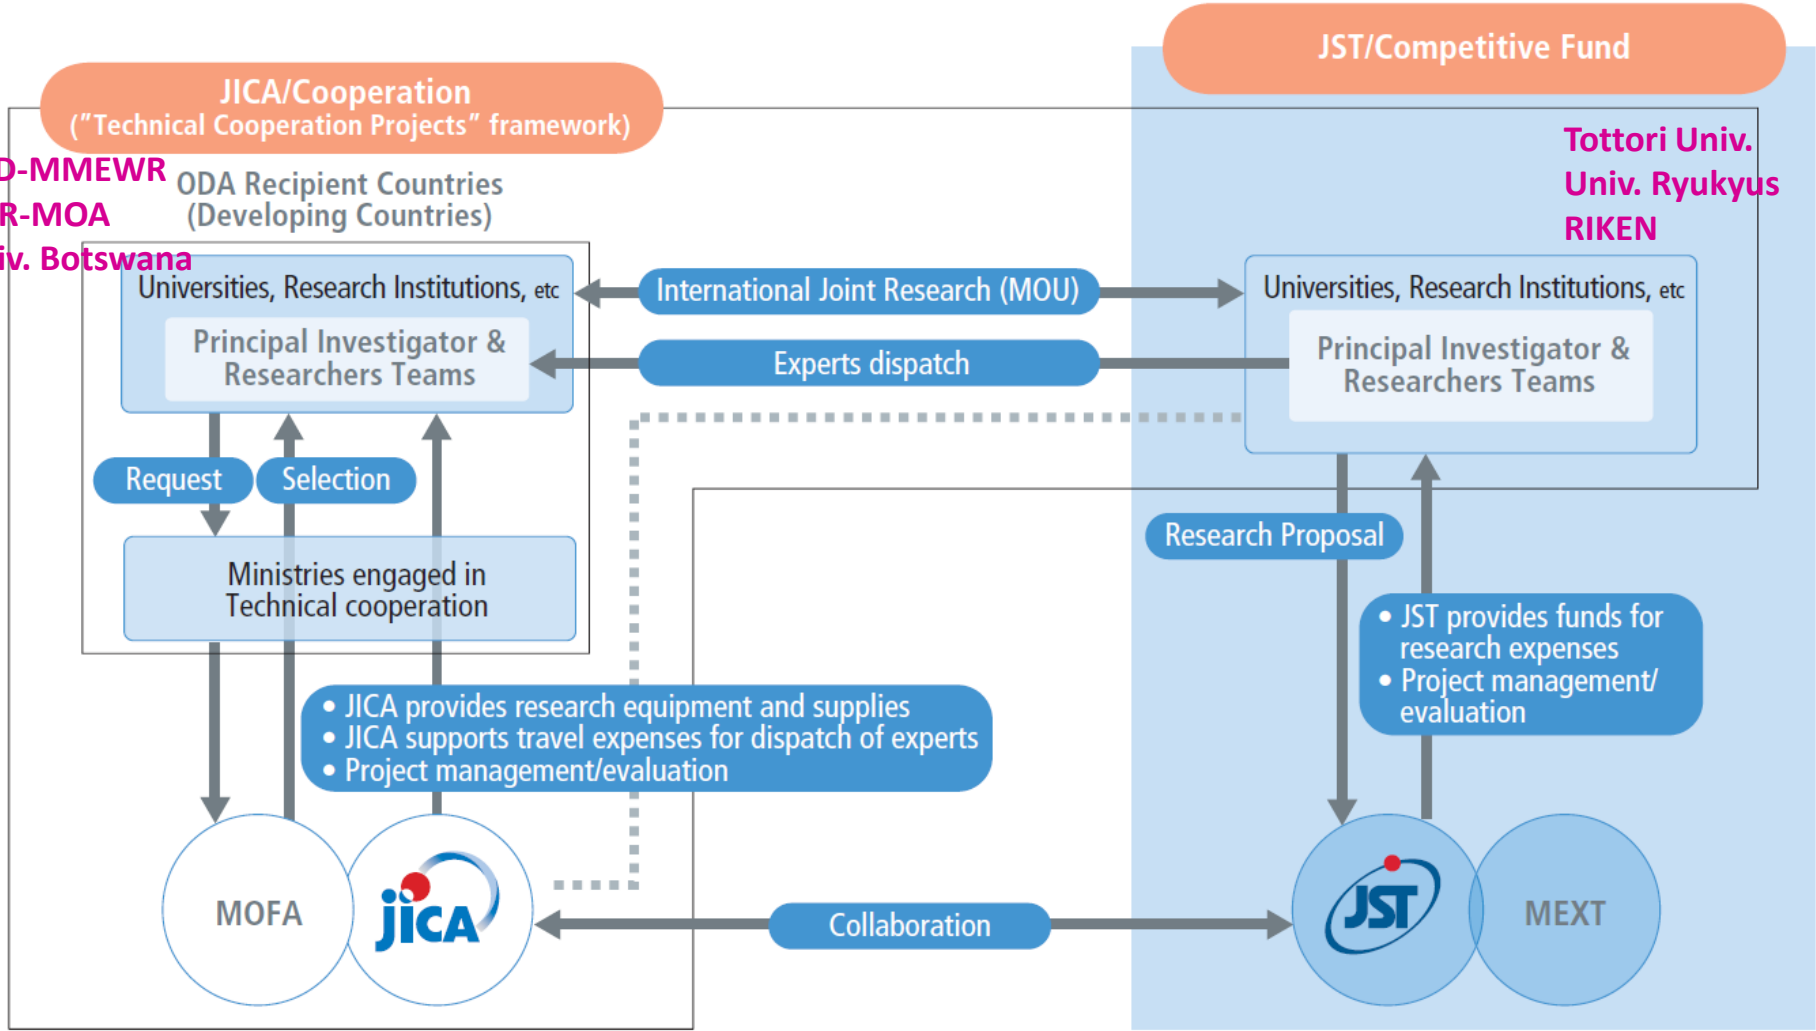 JST/Competitive Fund
JICA/Cooperation
("Technical Cooperation Projects" framework)
D-MMEWR
R-MOA
iv. Botswana
ODA Recipient Countries
(Developing Countries)
Tottori Univ.
Univ. Ryukyus
RIKEN
Universities, Research Institutions, etc
Principal Investigator &
Researchers Teams
International Joint Research (MOU)
Experts dispatch
Universities, Research Institutions, etc
Principal Investigator &
Researchers Teams
Request
Selection
Research Proposal
Ministries engaged in
Technical cooperation
• JST provides funds for
research expenses
• Project management/
evaluation
• JICA provides research equipment and supplies
• JICA supports travel expenses for dispatch of experts
• Project management/evaluation
MOFA
jICA
Collaboration
JST
MEXT